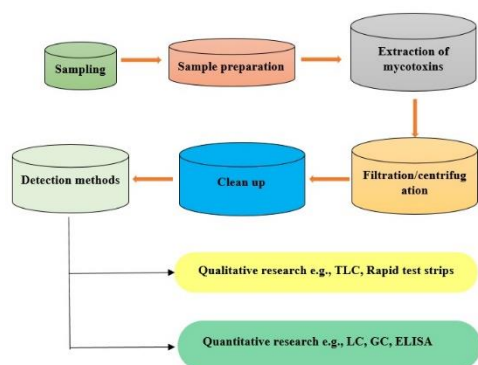 Sampling
Sample preparation
Extraction of
mycotoxins
Filtration/centrifug
ation
Clean up
Detection methods
Qualitative research e.g., TLC, Rapid test strips
Quantitative research e.g., LC, GC, ELISA